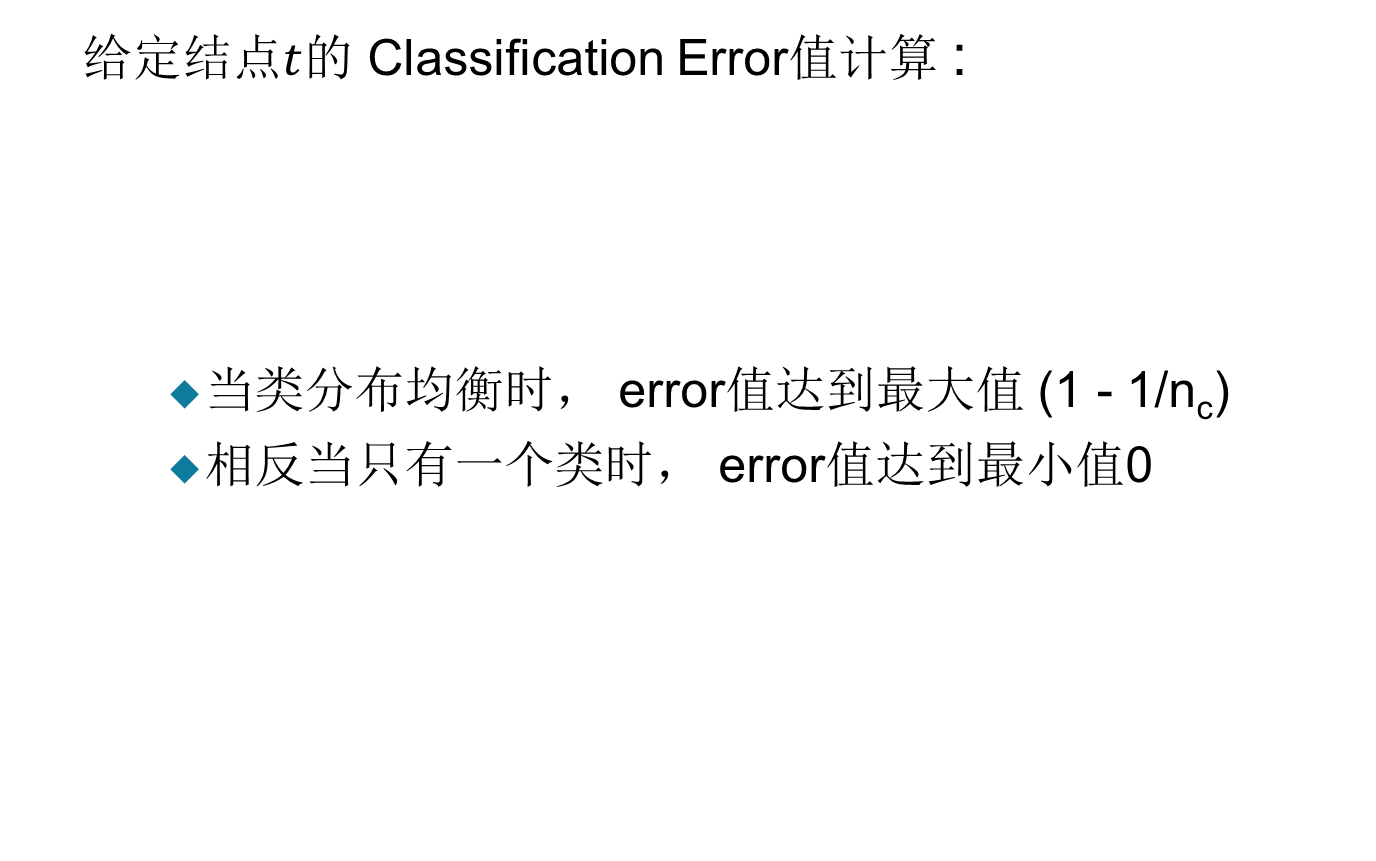 给定结点t的 Classification Error值计算 :
◆当类分布均衡时， error值达到最大值 (1 - 1/nc)
◆相反当只有一个类时， error值达到最小值0